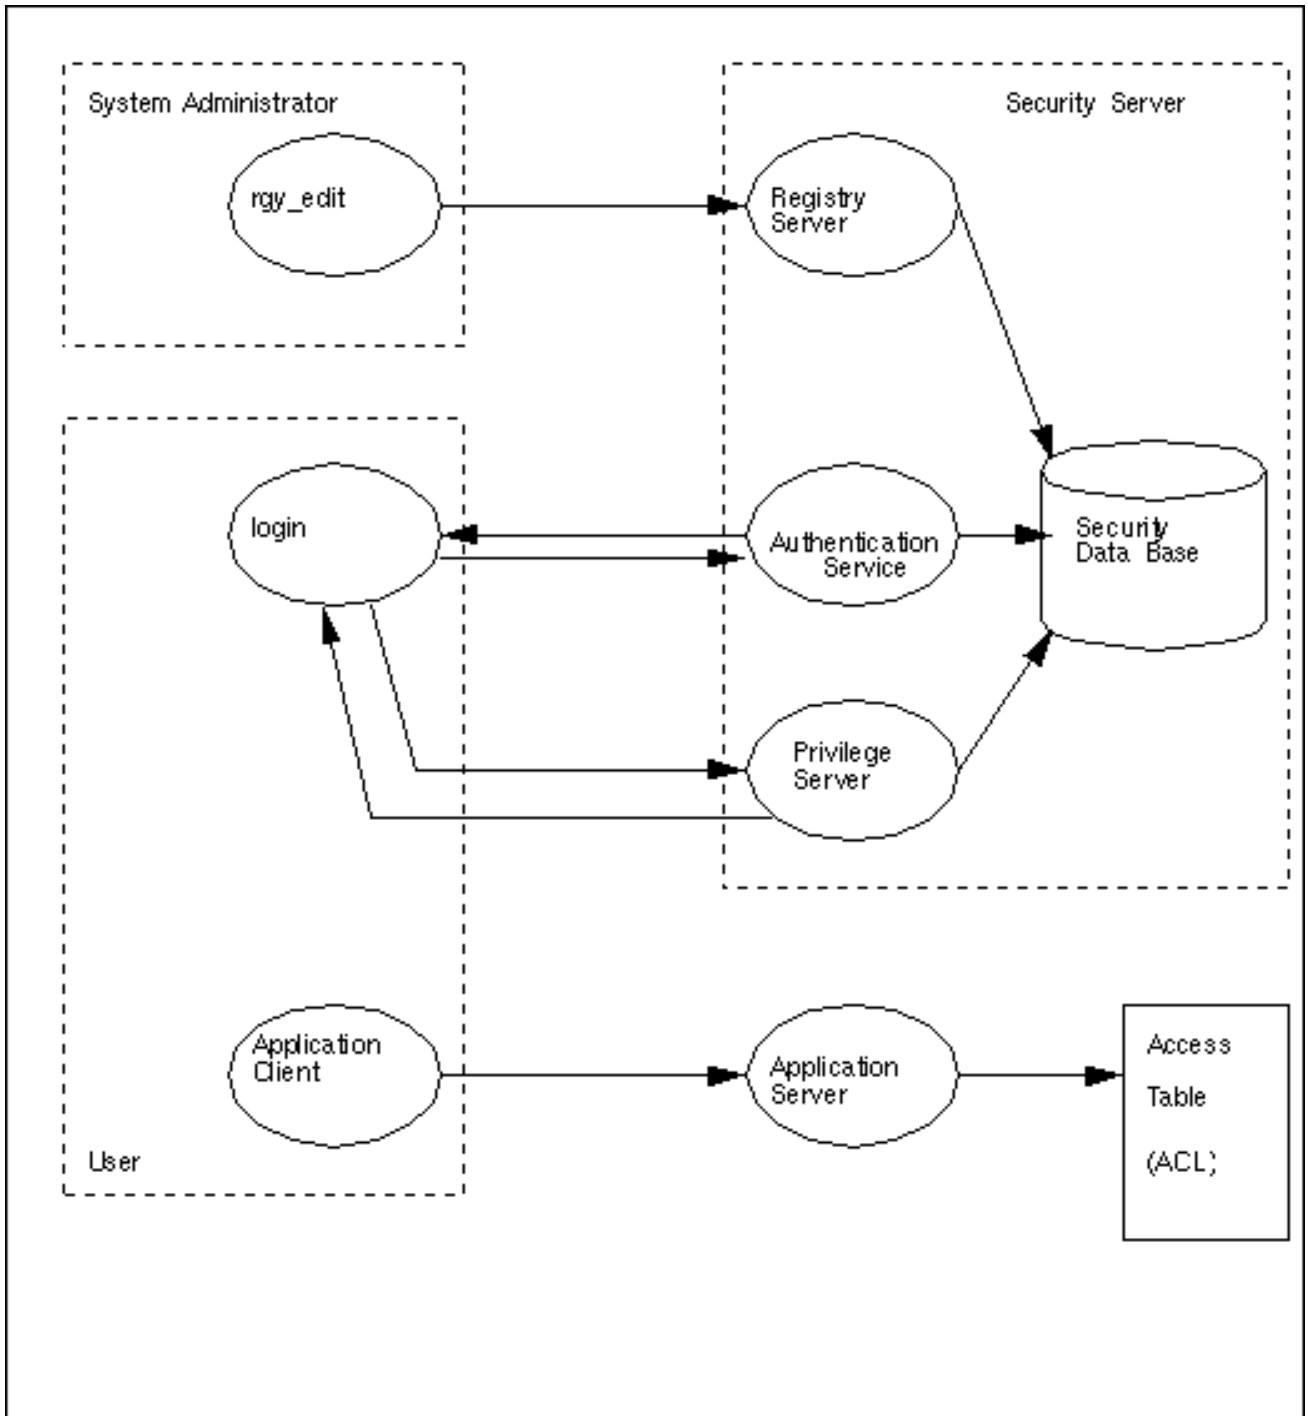 System Administrator
Security Server
rgy_edit
Registry
Server
login
Authentication
Service
Security
Data Base
Privilege
Server
Application
Client
Application
Server
Access
Table
(ACL)
User